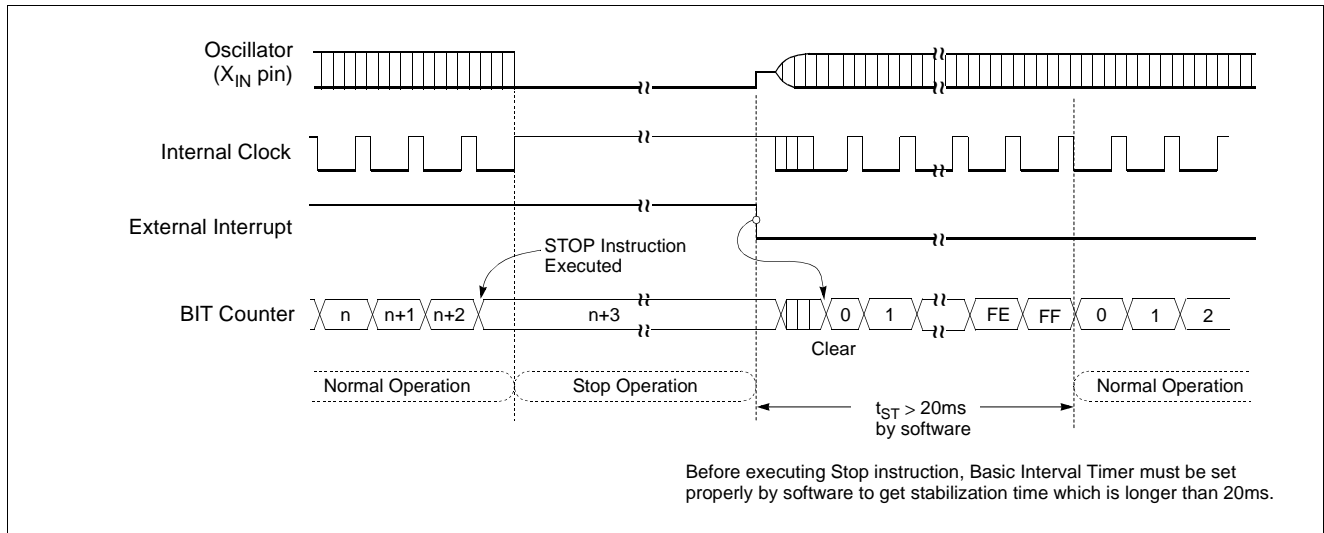 Oscillator
(XIN pin)
Internal Clock
External Interrupt
STOP Instruction
Executed
BIT Counter
n
n+1
n+2
n+3
0
1
FE
FF
0
1
2
Clear
Normal Operation
Stop Operation
Normal Operation
tST > 20ms
by software
Before executing Stop instruction, Basic Interval Timer must be set
properly by software to get stabilization time which is longer than 20ms.